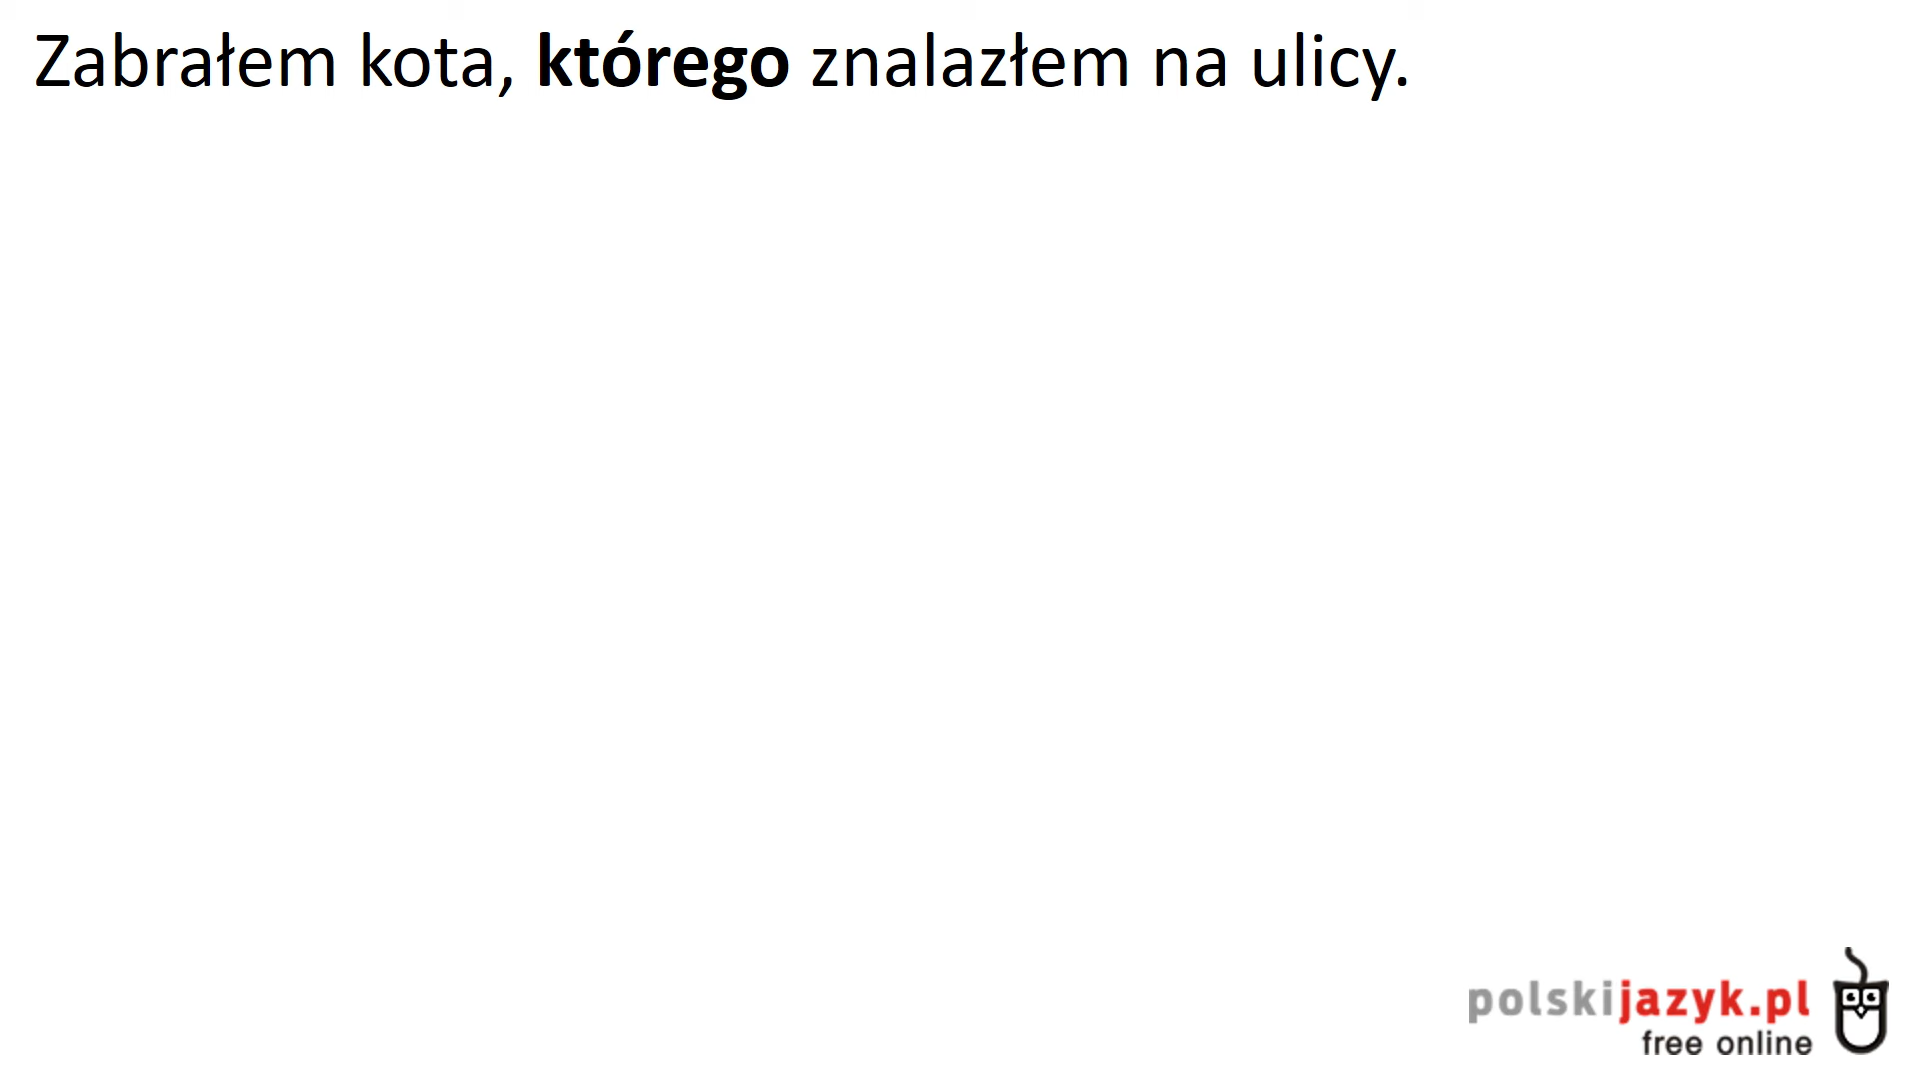 Zabrałem kota, którego znalazłem na ulicy.
polskijazyk.pl
free online